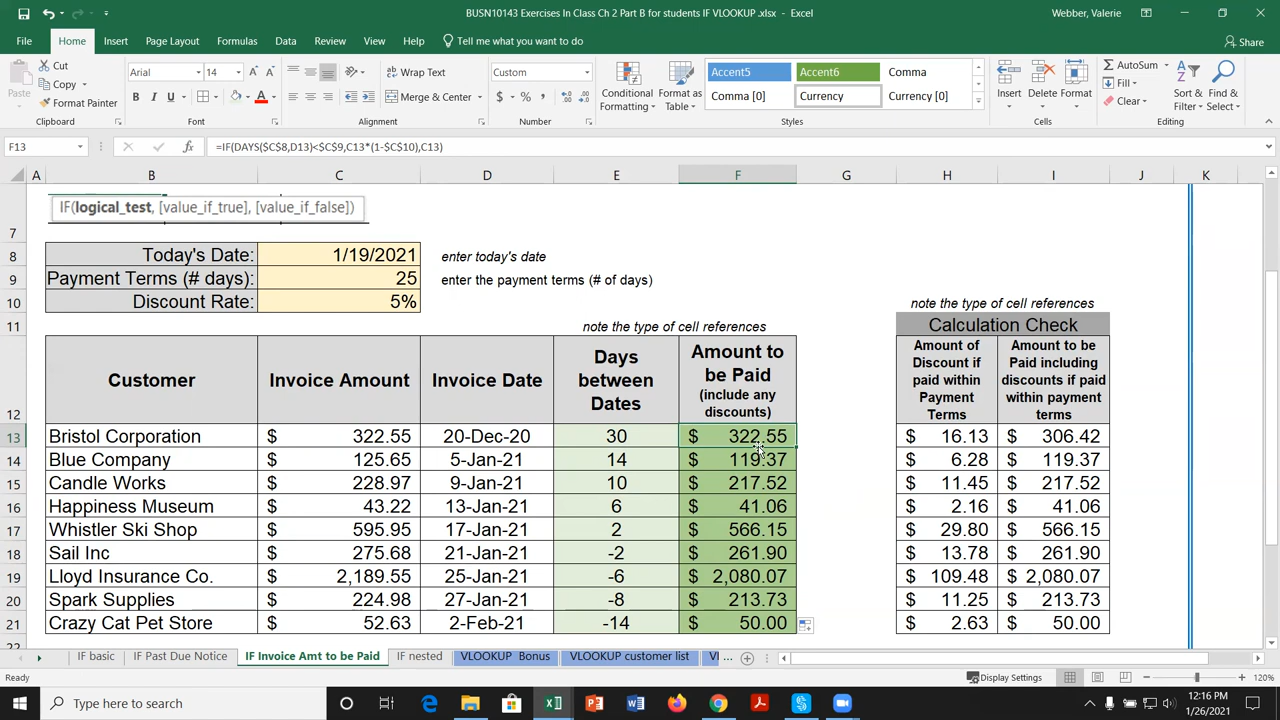 BUSN10143 Exercises In Class Ch 2 Part B for students IF VLOOKUP .xlsx - Excel
Webber, Valerie
File Home Insert Page Layout Formulas Data Review View Help Tell me what you want to do Share
Cut
Copy
Format Painter
Paste
Arial 14
Wrap Text
Merge & Center
Custom
Conditional Formatting
Format as Table
Accent5 Accent6 Comma
Comma [0] Currency Currency [0]
Insert Delete Format
AutoSum
Fill
Clear
Sort & Filter
Find & Select
Clipboard Font Alignment Number Styles Cells Editing
F13 =IF(DAYS($C$8,D13)<$C$9,C13*(1-$C$10),C13)
A B C D E F G H I J K
IF(logical_test, [value_if_true], [value_if_false])
7
8 Today's Date: 1/19/2021 enter today's date
9 Payment Terms (# days): 25 enter the payment terms (# of days)
10 Discount Rate: 5% note the type of cell references
11 note the type of cell references Calculation Check
12 Customer Invoice Amount Invoice Date Days between Dates Amount to be Paid (include any discounts) Amount of Discount if paid within Payment Terms Amount to be Paid including discounts if paid within payment terms
13 Bristol Corporation $ 322.55 20-Dec-20 30 $ 322.55 $ 16.13 $ 306.42
14 Blue Company $ 125.65 5-Jan-21 14 $ 119.37 $ 6.28 $ 119.37
15 Candle Works $ 228.97 9-Jan-21 10 $ 217.52 $ 11.45 $ 217.52
16 Happiness Museum $ 43.22 13-Jan-21 6 $ 41.06 $ 2.16 $ 41.06
17 Whistler Ski Shop $ 595.95 17-Jan-21 2 $ 566.15 $ 29.80 $ 566.15
18 Sail Inc $ 275.68 21-Jan-21 -2 $ 261.90 $ 13.78 $ 261.90
19 Lloyd Insurance Co. $ 2,189.55 25-Jan-21 -6 $ 2,080.07 $ 109.48 $ 2,080.07
20 Spark Supplies $ 224.98 27-Jan-21 -8 $ 213.73 $ 11.25 $ 213.73
21 Crazy Cat Pet Store $ 52.63 2-Feb-21 -14 $ 50.00 $ 2.63 $ 50.00
22
IF basic IF Past Due Notice IF Invoice Amt to be Paid IF nested VLOOKUP Bonus VLOOKUP customer list VI ...
Ready Display Settings 120%
Type here to search
12:16 PM
1/26/2021